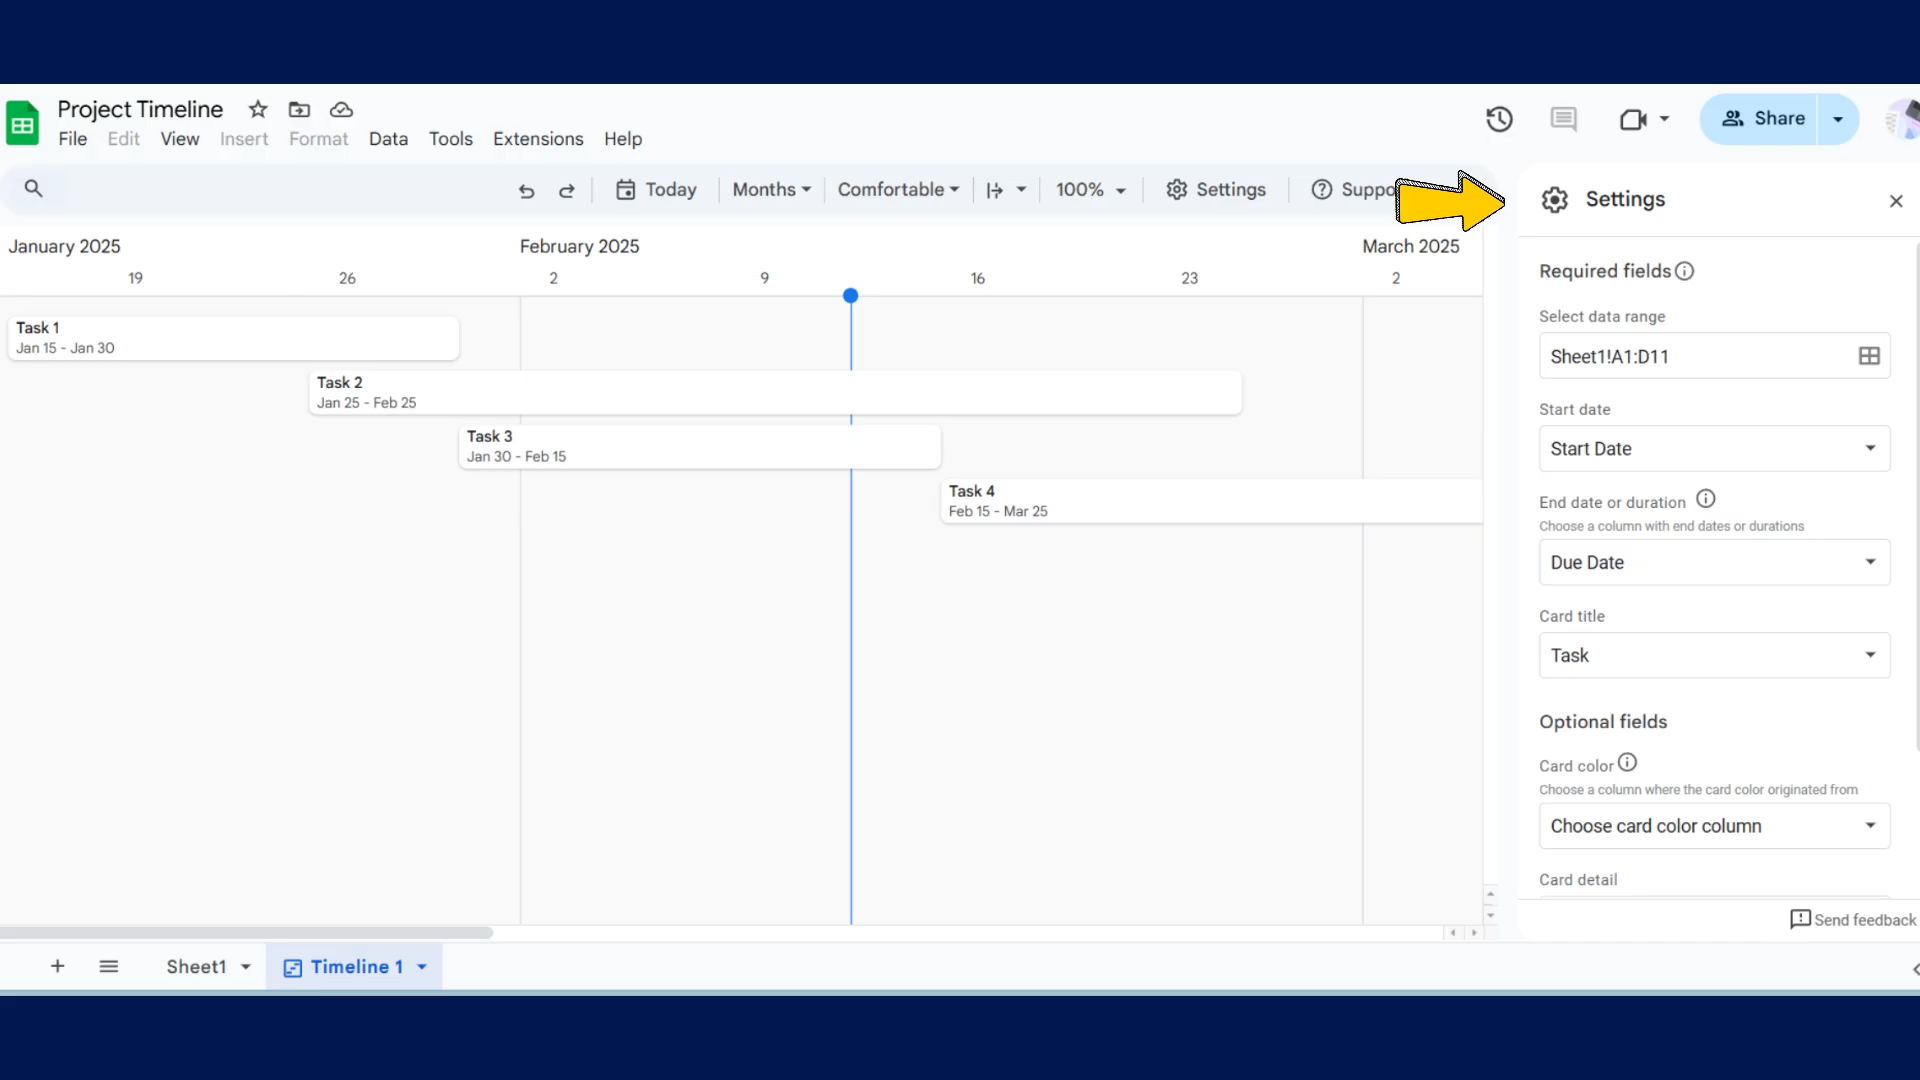 Project Timeline
File Edit View Insert Format Data Tools Extensions Help
Share
Today Months Comfortable 100% Settings
January 2025 February 2025 March 2025
19 26 2 9 16 23 2
Task 1
Jan 15 - Jan 30
Task 2
Jan 25 - Feb 25
Task 3
Jan 30 - Feb 15
Task 4
Feb 15 - Mar 25
Settings
Required fields
Select data range
Sheet1!A1:D11
Start date
Start Date
End date or duration
Choose a column with end dates or durations
Due Date
Card title
Task
Optional fields
Card color
Choose a column where the card color originated from
Choose card color column
Card detail
Send feedback
Sheet1 Timeline 1